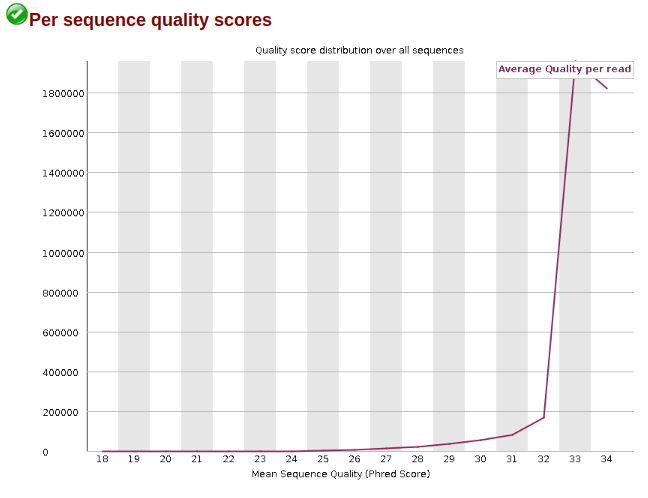 Per sequence quality scores
Quality score distribution over all sequences
Average Quality per read
1800000
1600000
1400000
1200000
1000000
800000
600000
400000
200000
0
18 19 20 21 22 23 24 25 26 27 28 29 30 31 32 33 34
Mean Sequence Quality (Phred Score)